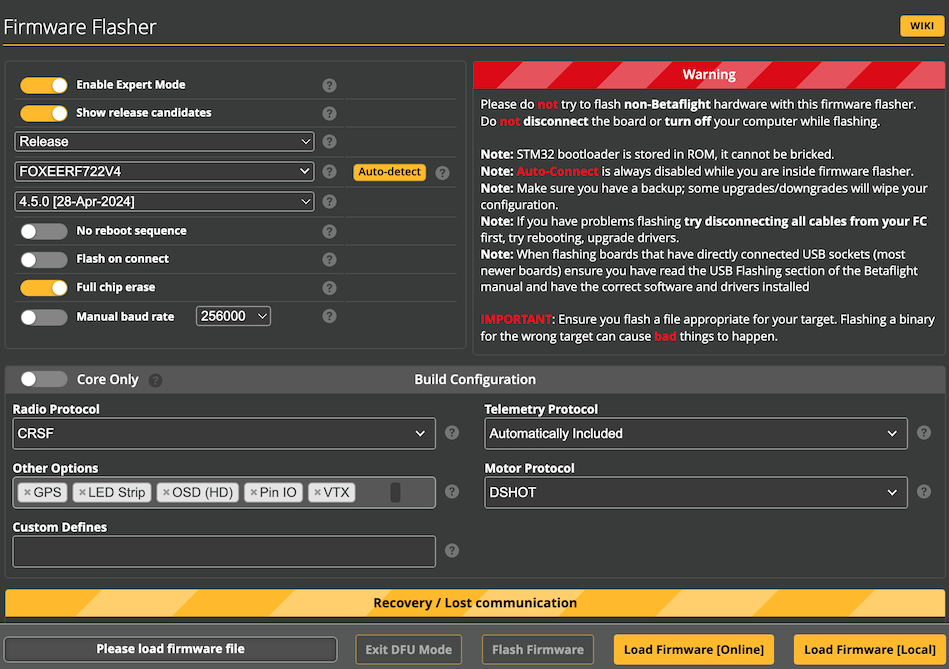 Firmware Flasher
WIKI
Enable Expert Mode
Show release candidates
Release
FOXEERF722V4
Auto-detect
4.5.0 [28-Apr-2024]
No reboot sequence
Flash on connect
Full chip erase
Manual baud rate
256000
Warning
Please do not try to flash non-Betaflight hardware with this firmware flasher.
Do not disconnect the board or turn off your computer while flashing.
Note: STM32 bootloader is stored in ROM, it cannot be bricked.
Note: Auto-Connect is always disabled while you are inside firmware flasher.
Note: Make sure you have a backup; some upgrades/downgrades will wipe your
configuration.
Note: If you have problems flashing try disconnecting all cables from your FC
first, try rebooting, upgrade drivers.
Note: When flashing boards that have directly connected USB sockets (most
newer boards) ensure you have read the USB Flashing section of the Betaflight
manual and have the correct software and drivers installed
IMPORTANT: Ensure you flash a file appropriate for your target. Flashing a binary
for the wrong target can cause bad things to happen.
Core Only
Build Configuration
Radio Protocol
CRSF
Telemetry Protocol
Automatically Included
Other Options
×GPS ×LED Strip ×OSD (HD) ×Pin IO ×VTX
Motor Protocol
DSHOT
Custom Defines
Recovery / Lost communication
Please load firmware file
Exit DFU Mode
Flash Firmware
Load Firmware [Online]
Load Firmware [Local]